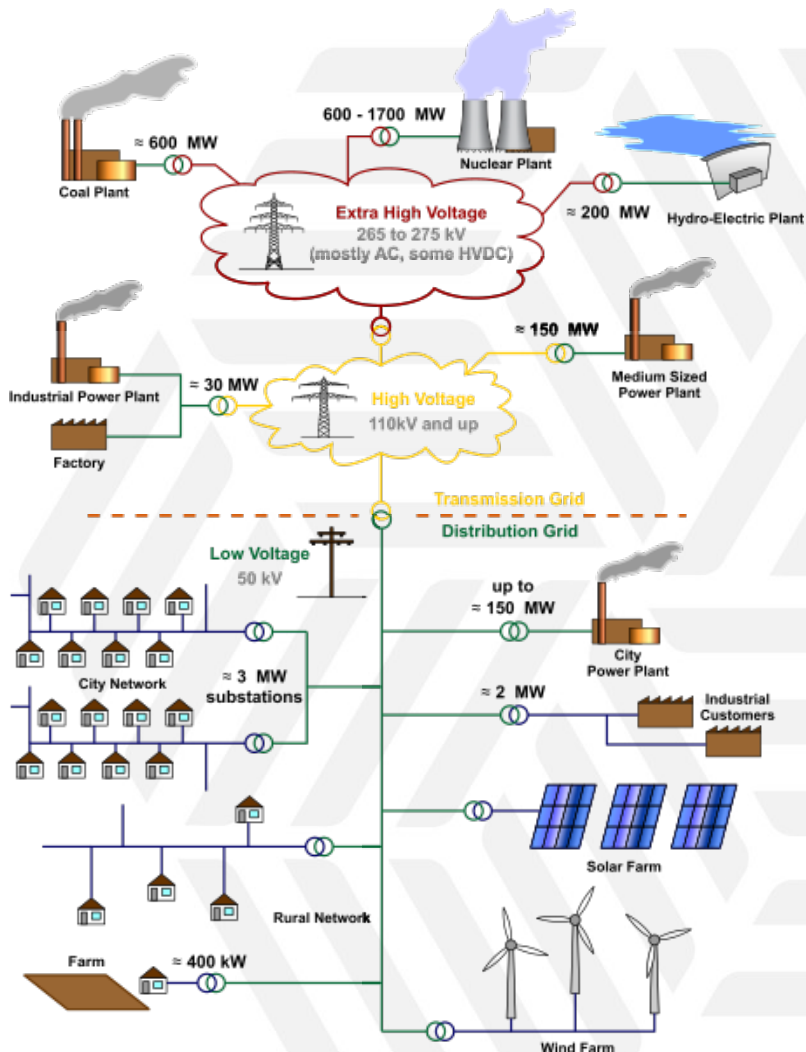 600 - 1700 MW
≈ 600 MW
Nuclear Plant
Coal Plant
≈ 200 MW
Hydro-Electric Plant
Extra High Voltage
265 to 275 kV
(mostly AC, some HVDC)
≈ 150 MW
Medium Sized
Power Plant
≈ 30 MW
Industrial Power Plant
Factory
High Voltage
110kV and up
Transmission Grid
Distribution Grid
Low Voltage
50 kV
up to
≈ 150 MW
City
Power Plant
City Network
≈ 3 MW
substations
≈ 2 MW
Industrial
Customers
Solar Farm
Rural Network
Farm
≈ 400 kW
Wind Farm